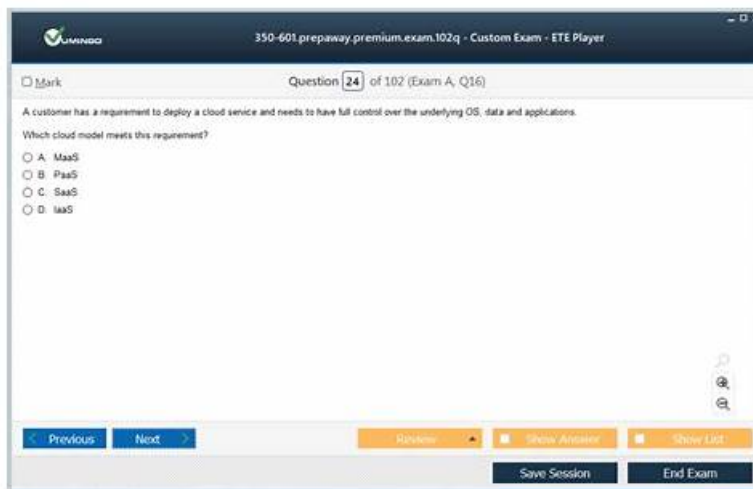 VUMINGO
350-601.prepaway.premium.exam.102q - Custom Exam - ETE Player
Mark
Question 24 of 102 (Exam A, Q16)
A customer has a requirement to deploy a cloud service and needs to have full control over the underlying OS, data and applications.
Which cloud model meets this requirement?
A. MaaS
B. PaaS
C. SaaS
D. IaaS
Previous Next Review Show Answer Show List
Save Session End Exam